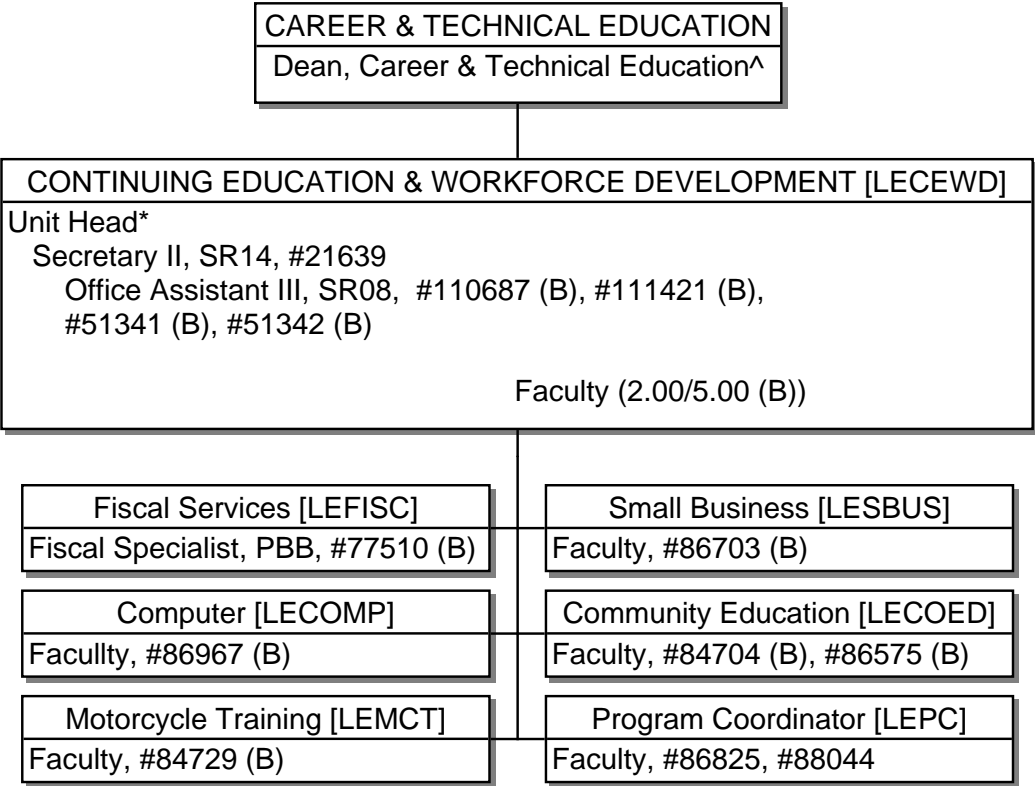 CAREER & TECHNICAL EDUCATION
Dean, Career & Technical Education^
CONTINUING EDUCATION & WORKFORCE DEVELOPMENT [LECEWD]
Unit Head*
Secretary II, SR14, #21639
Office Assistant III, SR08, #110687 (B), #111421 (B),
#51341 (B), #51342 (B)
Faculty (2.00/5.00 (B))
Fiscal Services [LEFISC]
Fiscal Specialist, PBB, #77510 (B)
Small Business [LESBUS]
Faculty, #86703 (B)
Computer [LECOMP]
Facullty, #86967 (B)
Community Education [LECOED]
Faculty, #84704 (B), #86575 (B)
Motorcycle Training [LEMCT]
Faculty, #84729 (B)
Program Coordinator [LEPC]
Faculty, #86825, #88044